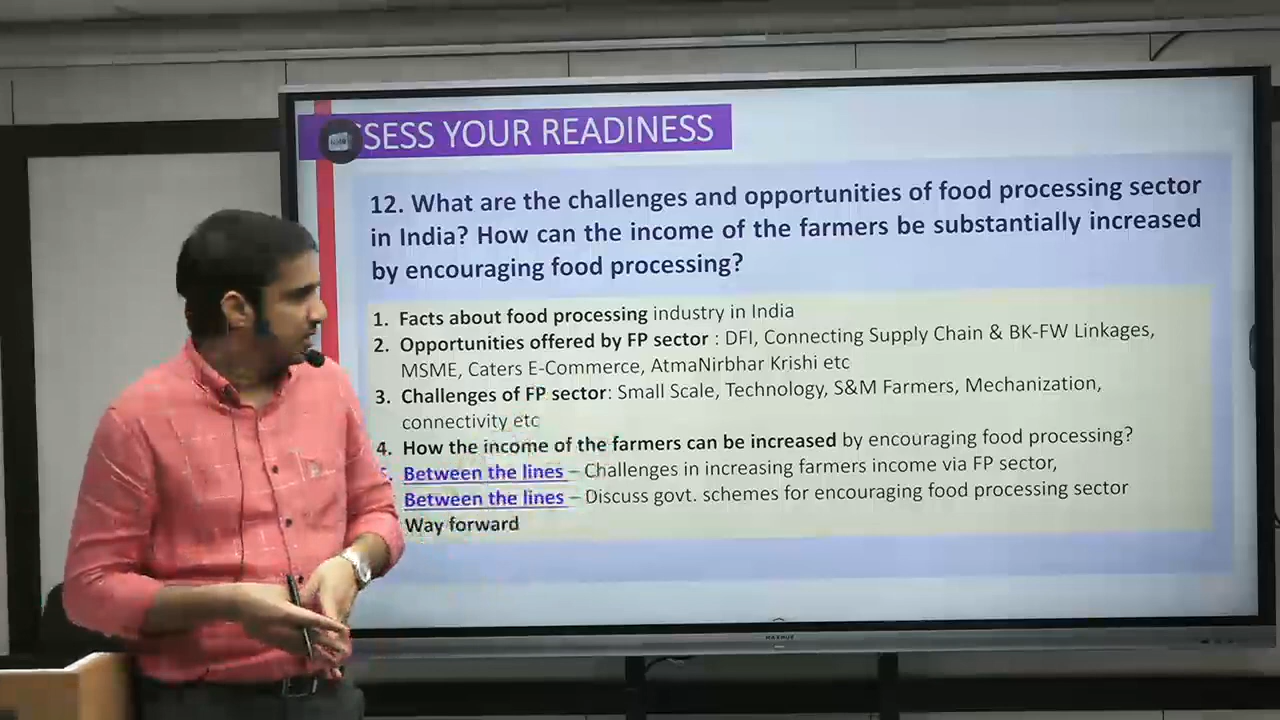 SESS YOUR READINESS
12. What are the challenges and opportunities of food processing sector
in India? How can the income of the farmers be substantially increased
by encouraging food processing?
1. Facts about food processing industry in India
2. Opportunities offered by FP sector : DFI, Connecting Supply Chain & BK-FW Linkages,
MSME, Caters E-Commerce, AtmaNirbhar Krishi etc
3. Challenges of FP sector: Small Scale, Technology, S&M Farmers, Mechanization,
connectivity etc
4. How the income of the farmers can be increased by encouraging food processing?
Between the lines – Challenges in increasing farmers income via FP sector,
Between the lines – Discuss govt. schemes for encouraging food processing sector
Way forward